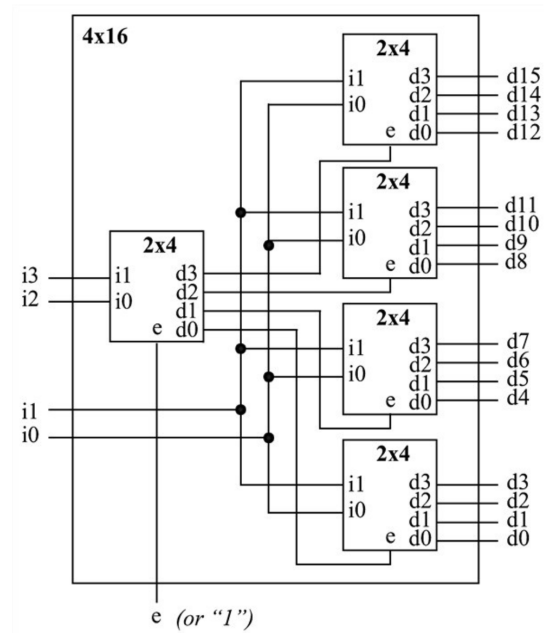 4x16
2x4
i1 d3 d15
i0 d2 d14
d1 d13
e d0 d12
2x4
i1 d3 d11
i0 d2 d10
d1 d9
e d0 d8
2x4
i3 i1 d3
i2 i0 d2
d1
e d0
2x4
i1 d3 d7
i0 d2 d6
d1 d5
e d0 d4
i1
i0
2x4
i1 d3 d3
i0 d2 d2
d1 d1
e d0 d0
e (or “1”)